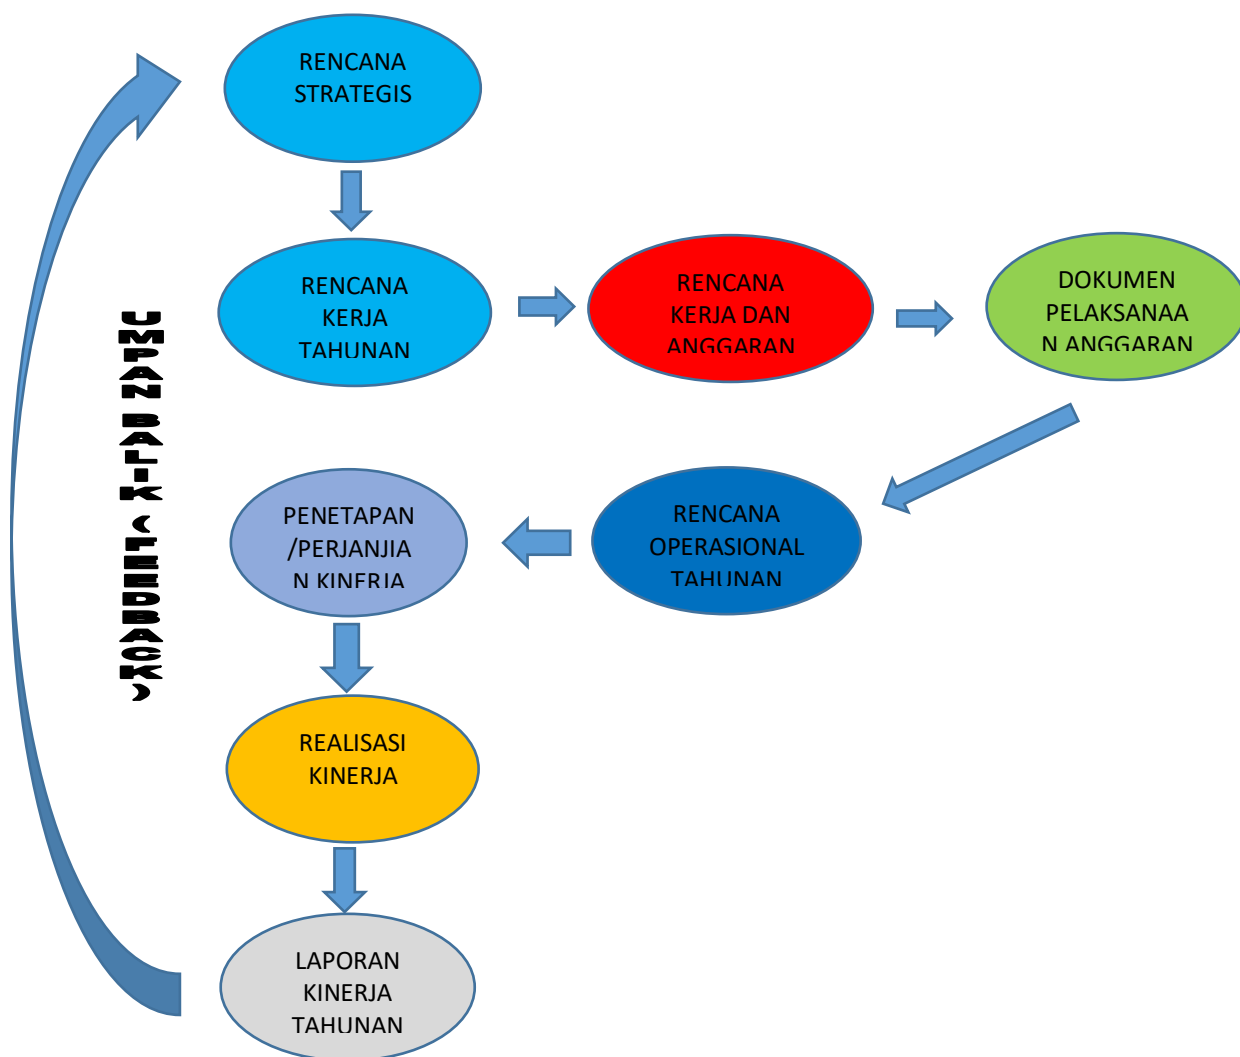 RENCANA
STRATEGIS
RENCANA
KERJA
TAHUNAN
RENCANA
KERJA DAN
ANGGARAN
DOKUMEN
PELAKSANAA
N ANGGARAN
UMPAN BALIK (FEEDBACK)
PENETAPAN
/PERJANJIA
N KINERJA
RENCANA
OPERASIONAL
TAHUNAN
REALISASI
KINERJA
LAPORAN
KINERJA
TAHUNAN